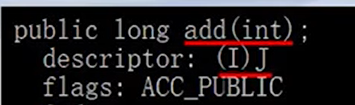 public long add(int);
descriptor: (I)J
flags: ACC_PUBLIC